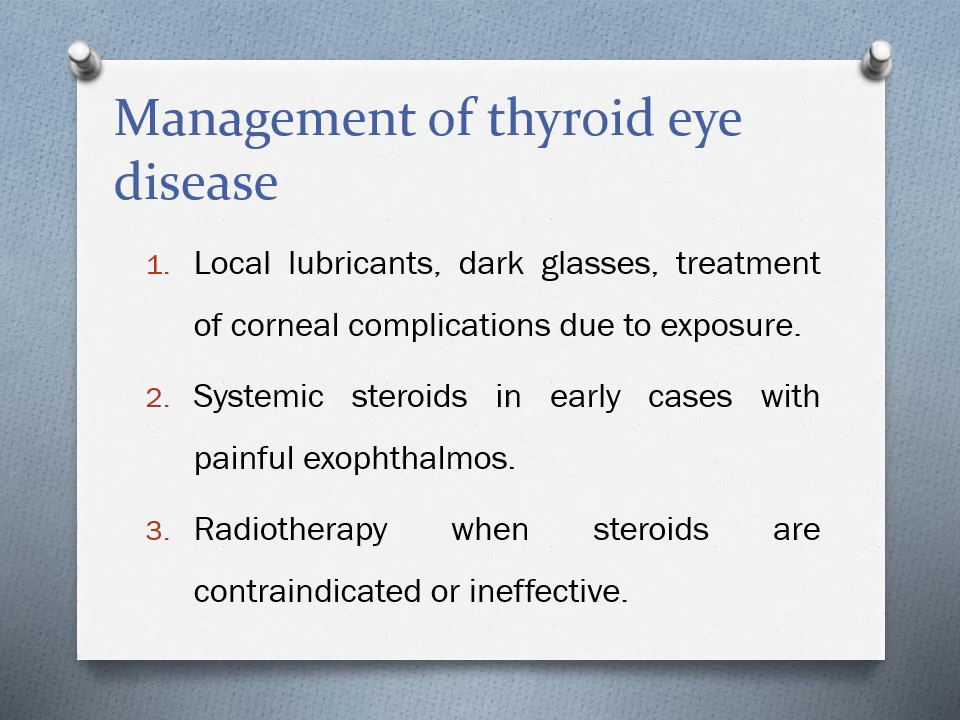 Management of thyroid eye
disease
1. Local lubricants, dark glasses, treatment
of corneal complications due to exposure.
2. Systemic steroids in early cases with
painful exophthalmos.
3. Radiotherapy when steroids are
contraindicated or ineffective.